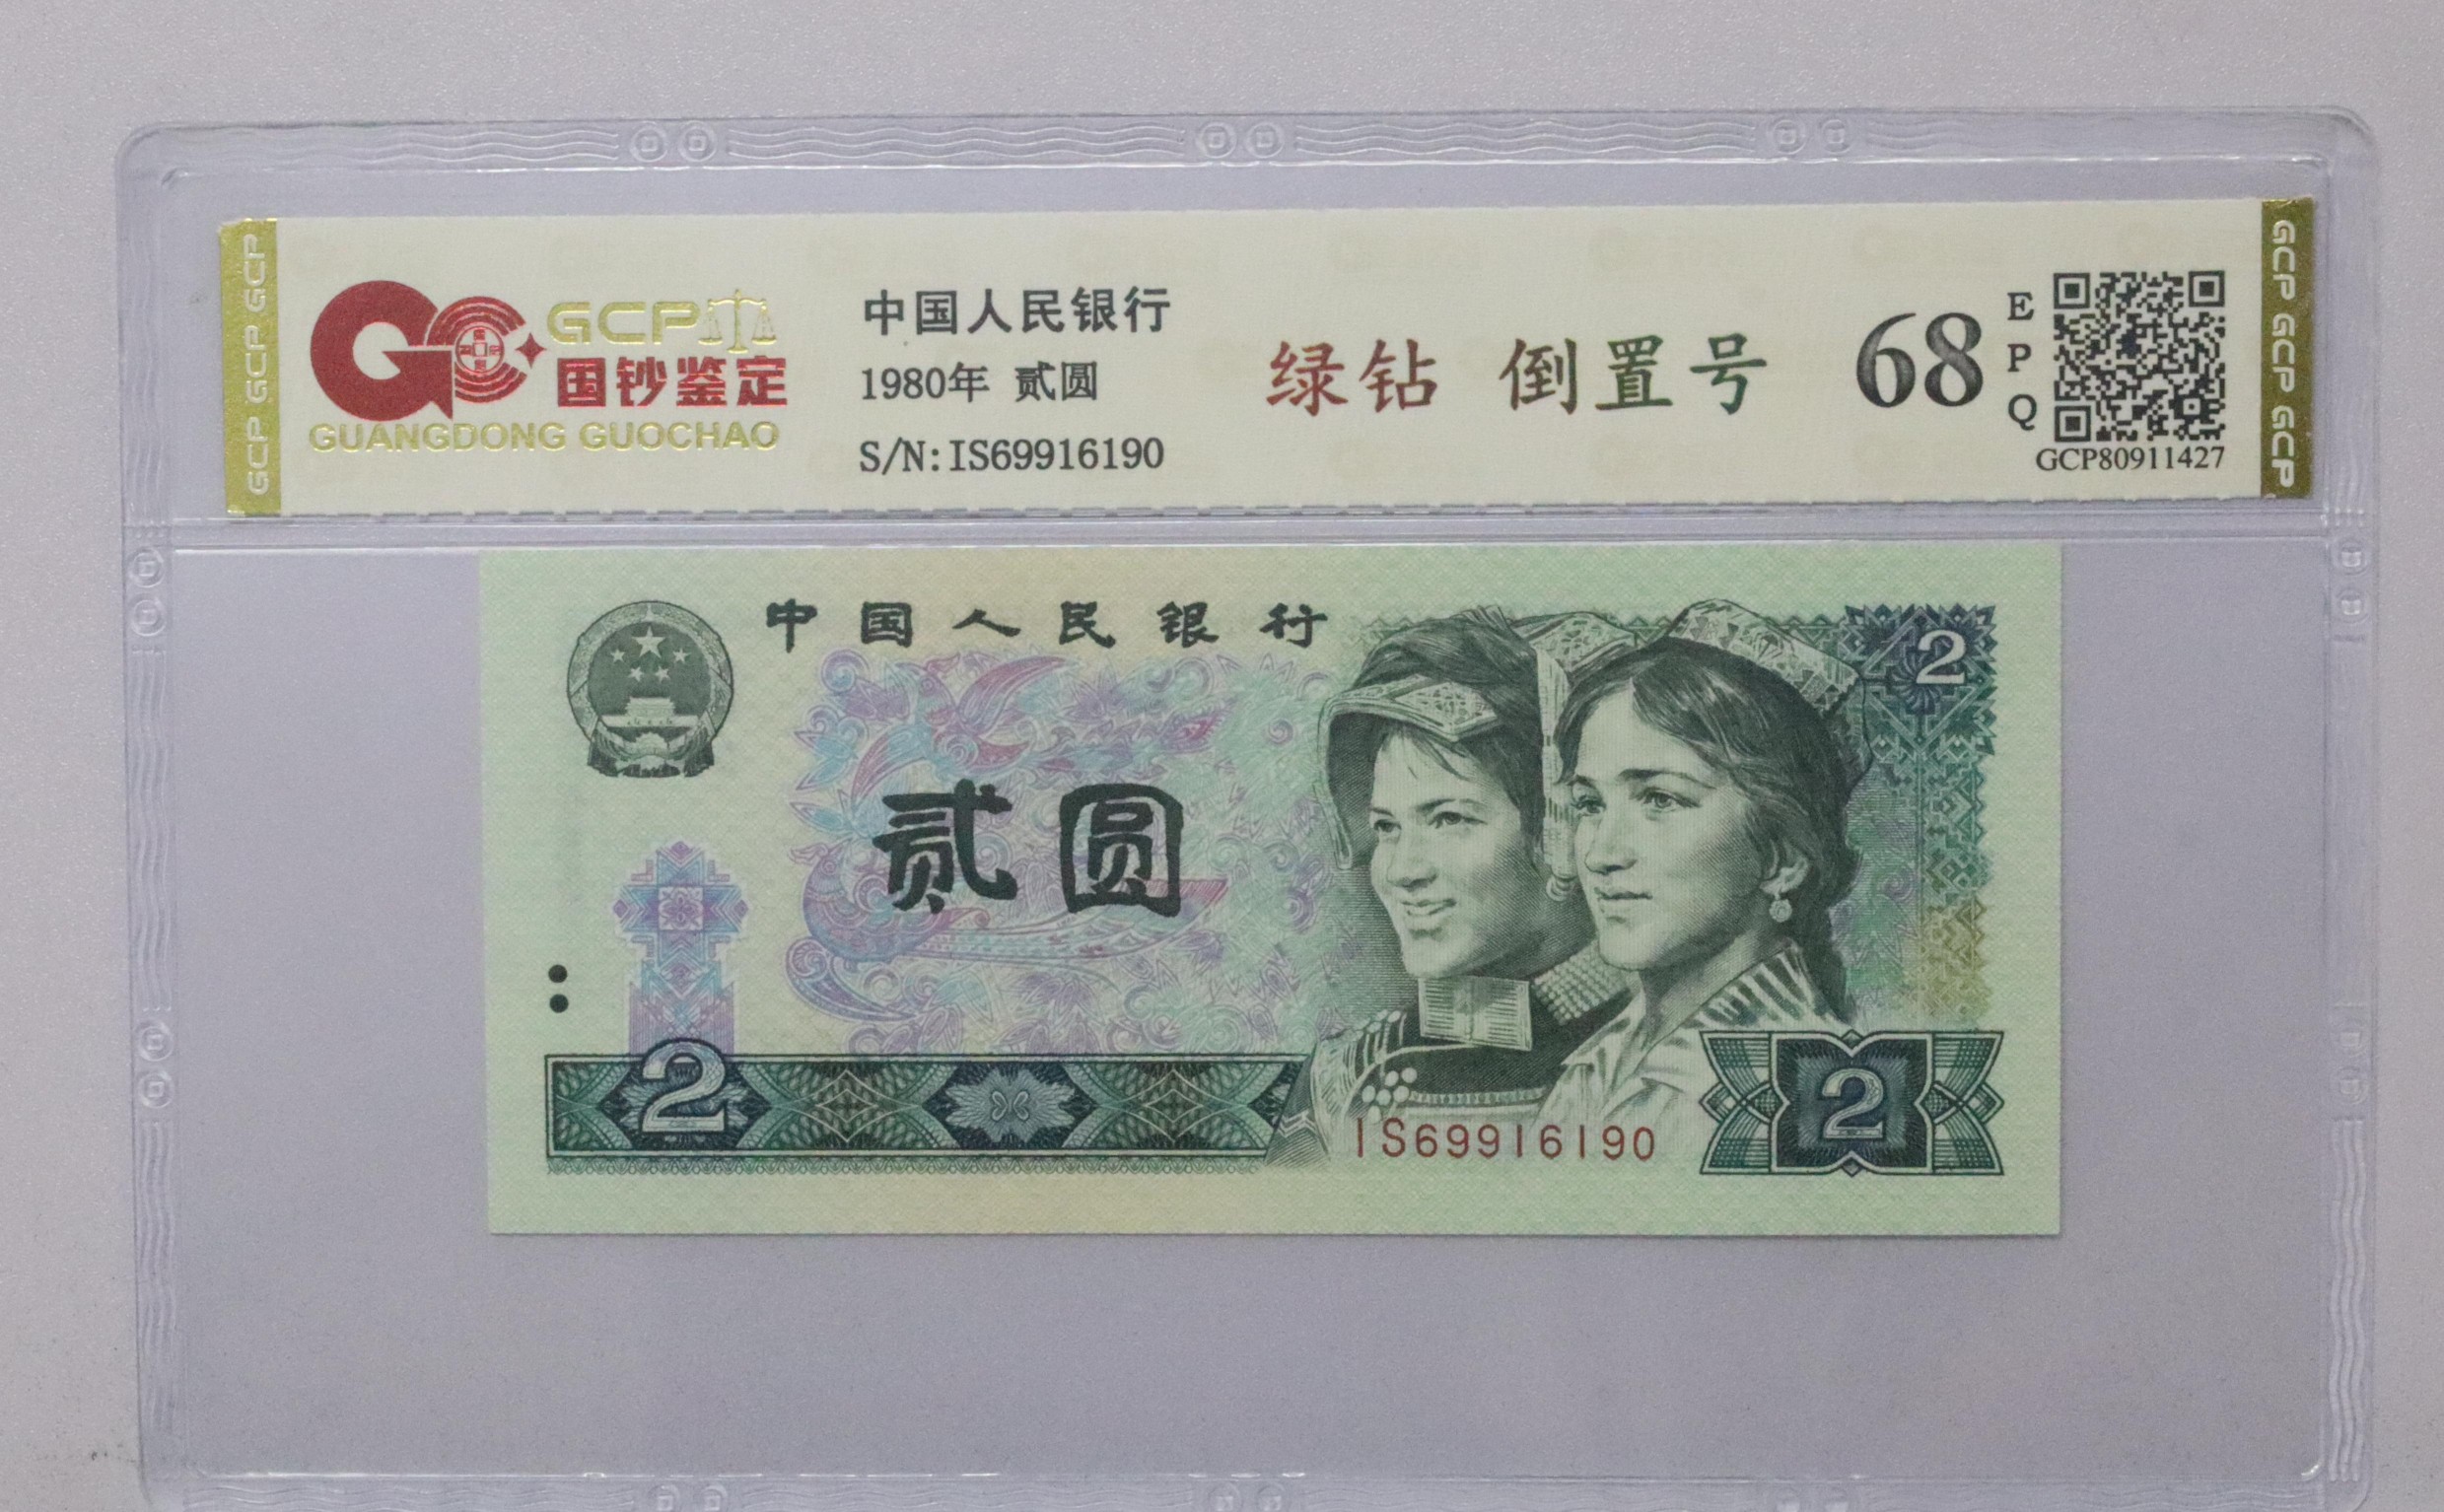 GCP GCP GCP
GCP
国钞鉴定
GUANGDONG GUOCHAO
中国人民银行
1980年 贰圆
S/N:IS69916190
绿钻 倒置号
68
E
P
Q
GCP80911427
GCP GCP GCP
中国人民银行
2
贰圆
2
IS69916190
2